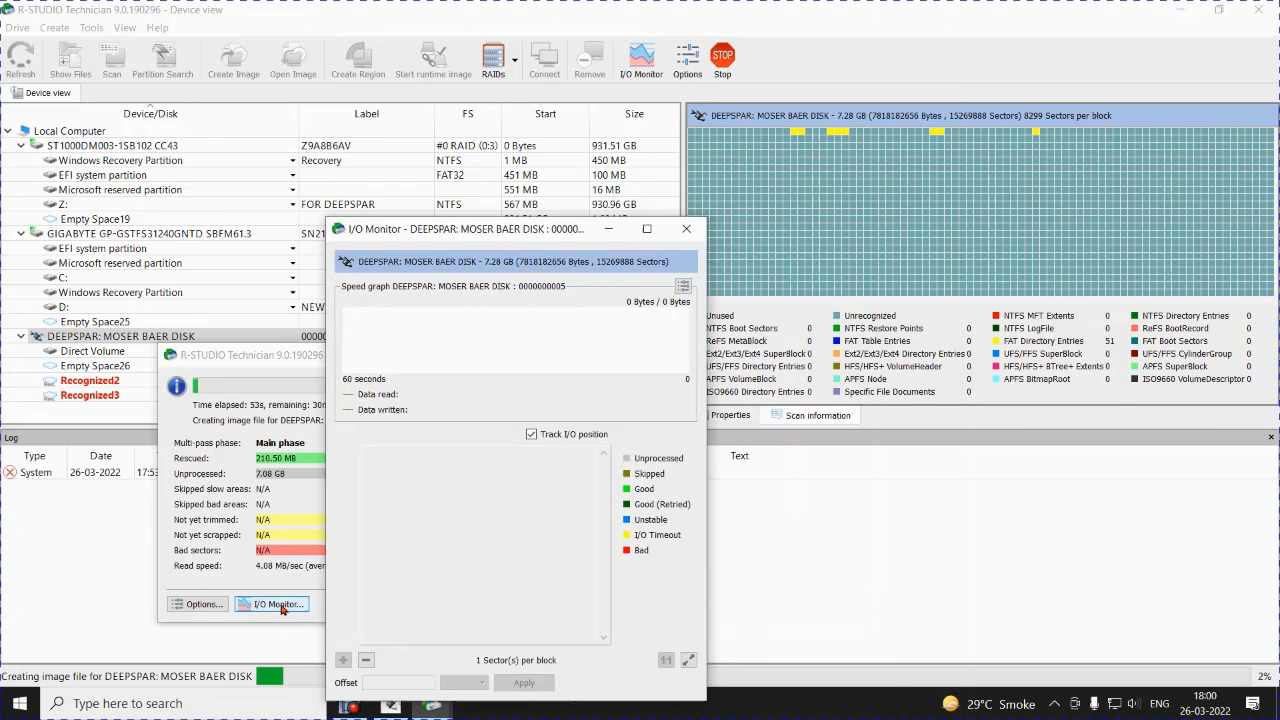 R-STUDIO Technician 9.0.190296 - Device view
Drive Create Tools View Help
Refresh Show Files Scan Partition Search Create Image Open Image Create Region Start runtime image RAIDs Connect Remove I/O Monitor Options STOP Stop
Device view
Device/Disk Label FS Start Size
Local Computer
Z9A8B6AV #0 RAID (0:3) 0 Bytes 931.51 GB
Windows Recovery Partition Recovery NTFS 1 MB 450 MB
EFI system partition FAT32 451 MB 100 MB
Microsoft reserved partition 551 MB 16 MB
Z: FOR DEEPSPAR NTFS 567 MB 930.96 GB
Empty Space19
GIGABYTE GP-GSTFS31240GNTD SBFM61.3 SN21
EFI system partition
Microsoft reserved partition
C:
Windows Recovery Partition
D: NEW
Empty Space25
DEEPSPAR: MOSER BAER DISK 00000
Direct Volume
Empty Space26
Recognized2
Recognized3
DEEPSPAR: MOSER BAER DISK - 7.28 GB (7818182656 Bytes , 15269888 Sectors) 8299 Sectors per block
Unused Unrecognized NTFS MFT Extents 0 NTFS Directory Entries 0
NTFS Boot Sectors 0 NTFS Restore Points 0 NTFS LogFile 0 ReFS BootRecord 0
ReFS MetaBlock 0 FAT Table Entries 0 FAT Directory Entries 51 FAT Boot Sectors 0
Ext2/Ext3/Ext4 SuperBlock 0 Ext2/Ext3/Ext4 Directory Entries 0 UFS/FFS SuperBlock 0 UFS/FFS CylinderGroup 0
UFS/FFS Directory Entries 0 HFS/HFS+ VolumeHeader 0 HFS/HFS+ BTree+ Extents 0 APFS SuperBlock 0
APFS VolumeBlock 0 APFS Node 0 APFS BitmapRoot 0 ISO9660 VolumeDescriptor 0
ISO9660 Directory Entries 0 Specific File Documents 0
Properties Scan information
Log
Type Date Text
System 26-03-2022 17:53
R-STUDIO Technician 9.0.190296
Time elapsed: 53s, remaining: 30m
Creating image file for DEEPSPAR:
Multi-pass phase: Main phase
Rescued: 210.50 MB
Unprocessed: 7.08 GB
Skipped slow areas: N/A
Skipped bad areas: N/A
Not yet trimmed: N/A
Not yet scrapped: N/A
Bad sectors: N/A
Read speed: 4.08 MB/sec (aver
Options... I/O Monitor...
I/O Monitor - DEEPSPAR: MOSER BAER DISK : 00000...
DEEPSPAR: MOSER BAER DISK - 7.28 GB (7818182656 Bytes , 15269888 Sectors)
Speed graph DEEPSPAR: MOSER BAER DISK : 0000000005
0 Bytes / 0 Bytes
60 seconds 0
Data read:
Data written:
Track I/O position
Unprocessed
Skipped
Good
Good (Retried)
Unstable
I/O Timeout
Bad
1 Sector(s) per block 1:1
Offset Apply
Creating image file for DEEPSPAR: MOSER BAER DISK 2%
Type here to search 29°C Smoke 18:00
26-03-2022